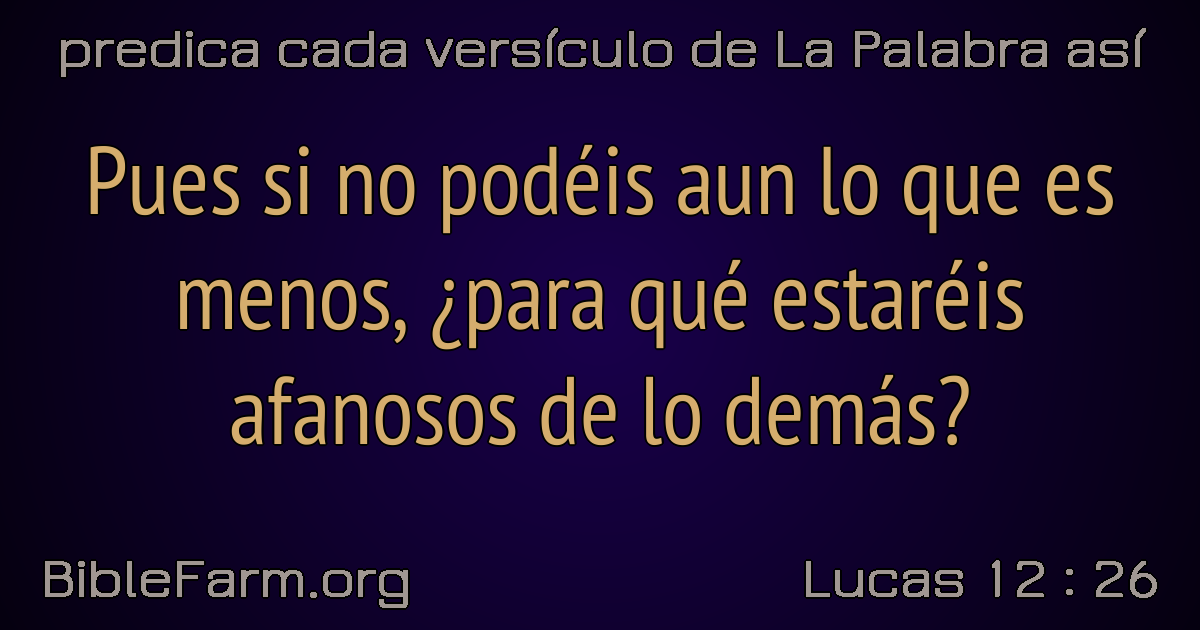 predica cada versículo de La Palabra así
Pues si no podéis aun lo que es
menos, ¿para qué estaréis
afanosos de lo demás?
BibleFarm.org
Lucas 12 : 26